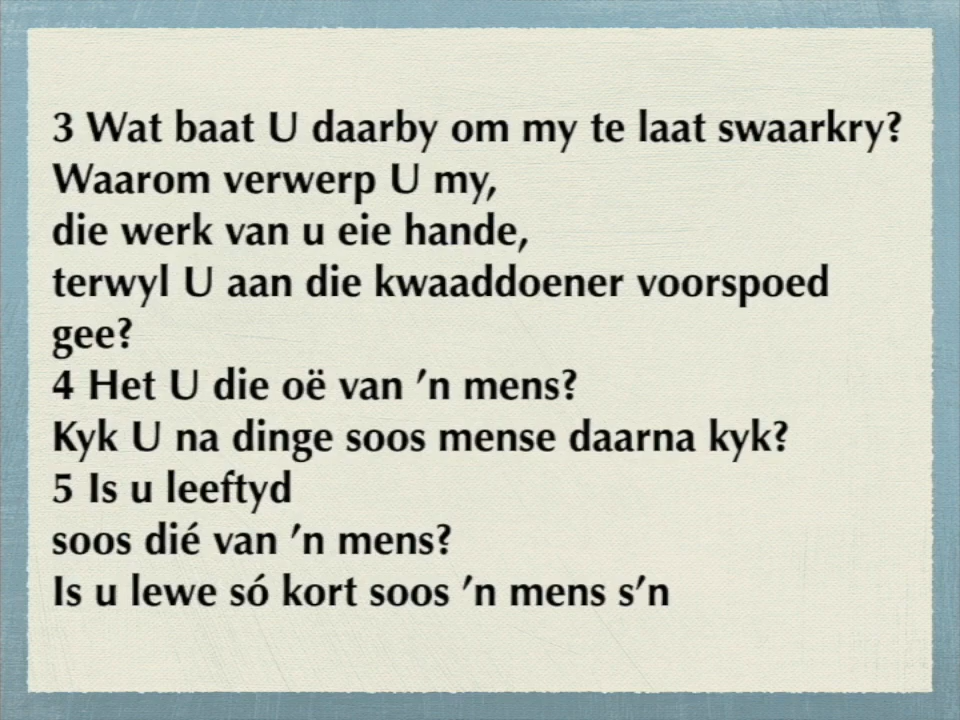 3 Wat baat U daarby om my te laat swaarkry?
Waarom verwerp U my,
die werk van u eie hande,
terwyl U aan die kwaaddoener voorspoed
gee?
4 Het U die oë van ’n mens?
Kyk U na dinge soos mense daarna kyk?
5 Is u leeftyd
soos dié van ’n mens?
Is u lewe só kort soos ’n mens s’n